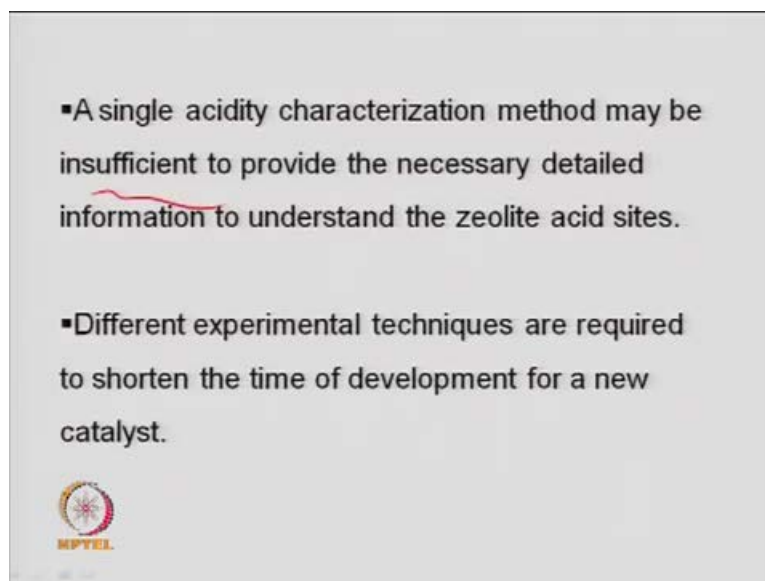 ▪A single acidity characterization method may be
insufficient to provide the necessary detailed
information to understand the zeolite acid sites.
▪Different experimental techniques are required
to shorten the time of development for a new
catalyst.
NPTEL